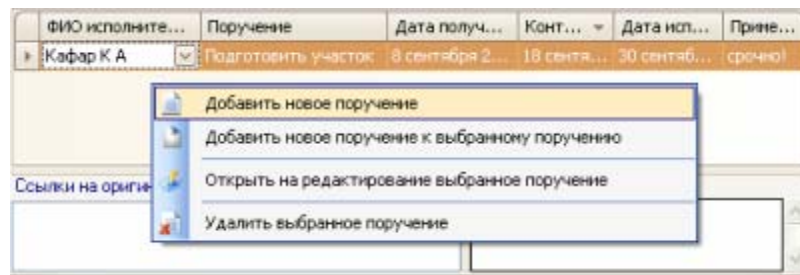 ФИО исполните... Поручение Дата получ... Конт... Дата исп... Приме...
Кафар К А Подготовить участок 8 сентября 2... 18 сентя... 30 сентяб... срочно!
Добавить новое поручение
Добавить новое поручение к выбранному поручению
Ссылки на оригин
Открыть на редактирование выбранное поручение
Удалить выбранное поручение